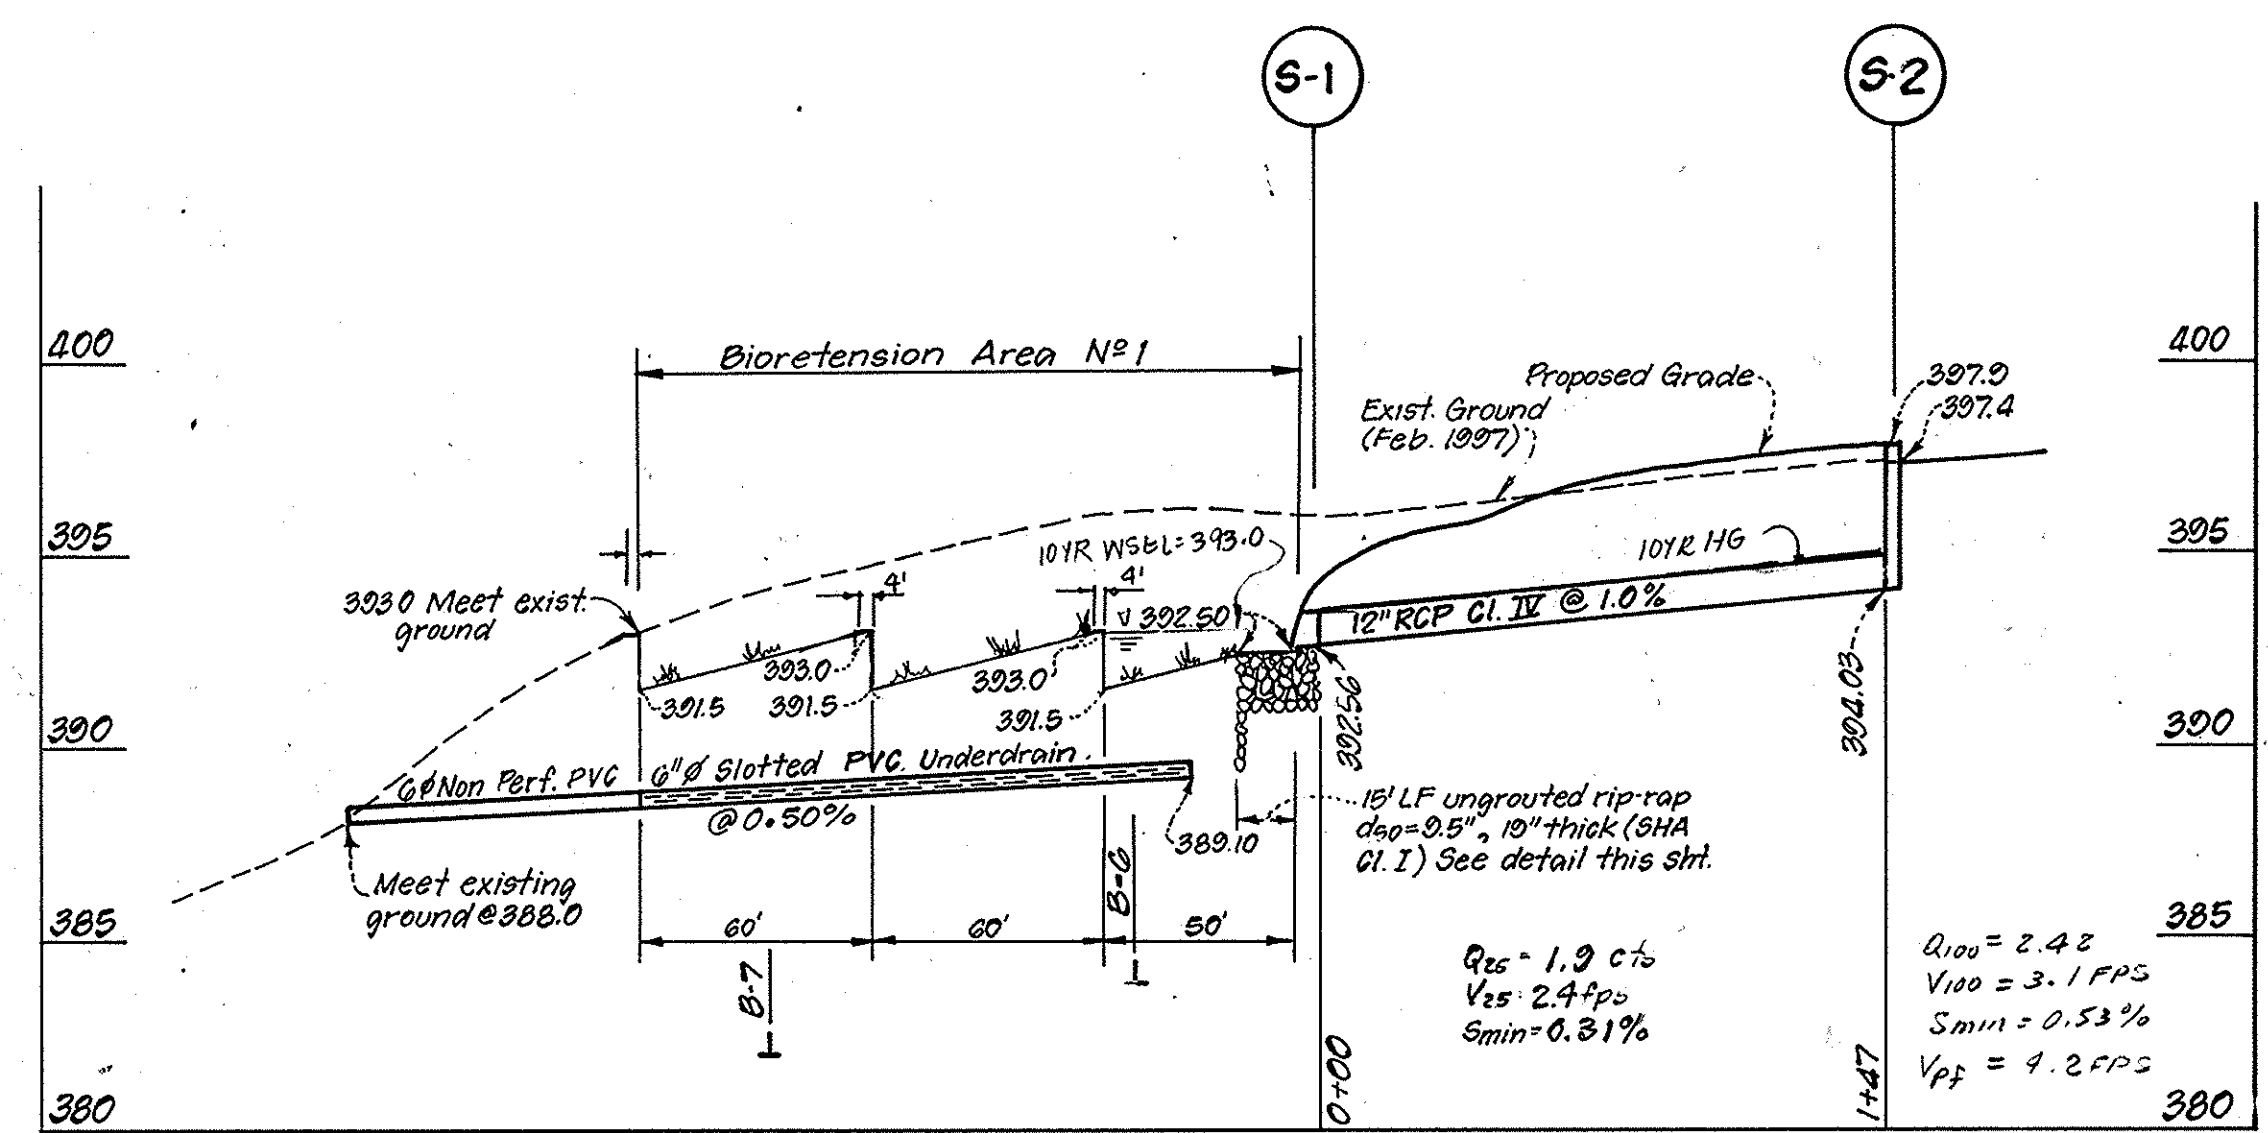 S-1
S-2
400
400
Bioretension Area Nº 1
Proposed Grade
397.9
Exist. Ground
(Feb. 1997)
397.4
395
395
10YR WSEL=393.0
10YR HG
4'
4'
3930 Meet exist.
ground
392.50
12" RCP Cl. IV @ 1.0%
393.0
393.0
391.5
391.5
391.5
392.56
394.03
390
390
6ØNon Perf. PVC
6"Ø Slotted PVC. Underdrain.
@ 0.50%
389.10
15' LF ungrouted rip-rap
d50=9.5", 19" thick (SHA
Cl. I) See detail this sht.
Meet existing
ground @ 388.0
385
385
60'
60'
50'
B-6
B-7
Q25 = 1.9 cfs
V25 = 2.4 fps
Smin=0.31%
Q100 = 2.42
V100 = 3.1 FPS
Smin = 0.53%
Vpf = 4.2 FPS
0+00
1+47
380
380